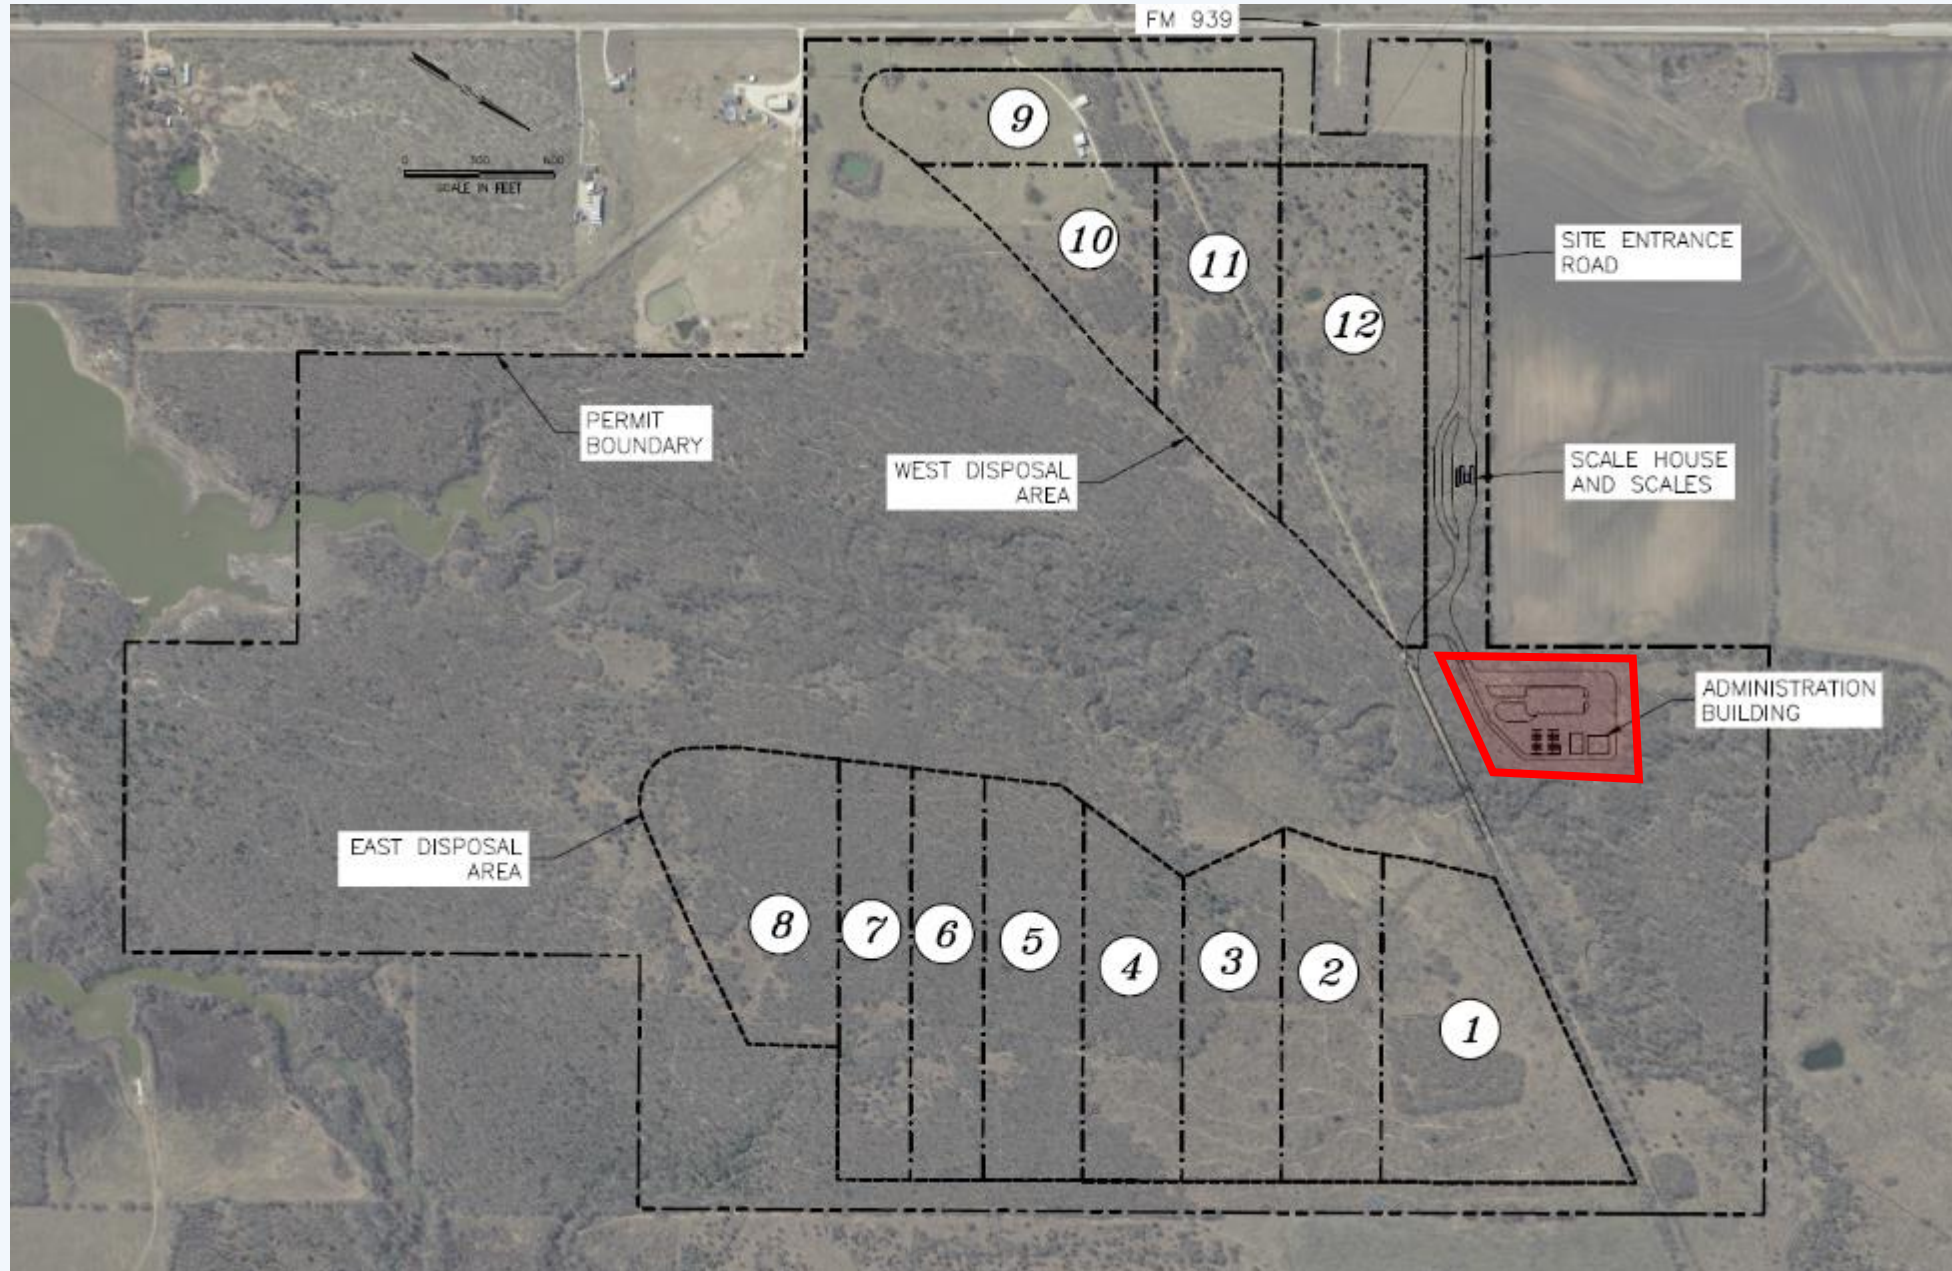 FM 939
0 300 600
SCALE IN FEET
9
10
11
12
SITE ENTRANCE
ROAD
PERMIT
BOUNDARY
WEST DISPOSAL
AREA
SCALE HOUSE
AND SCALES
ADMINISTRATION
BUILDING
EAST DISPOSAL
AREA
8
7
6
5
4
3
2
1